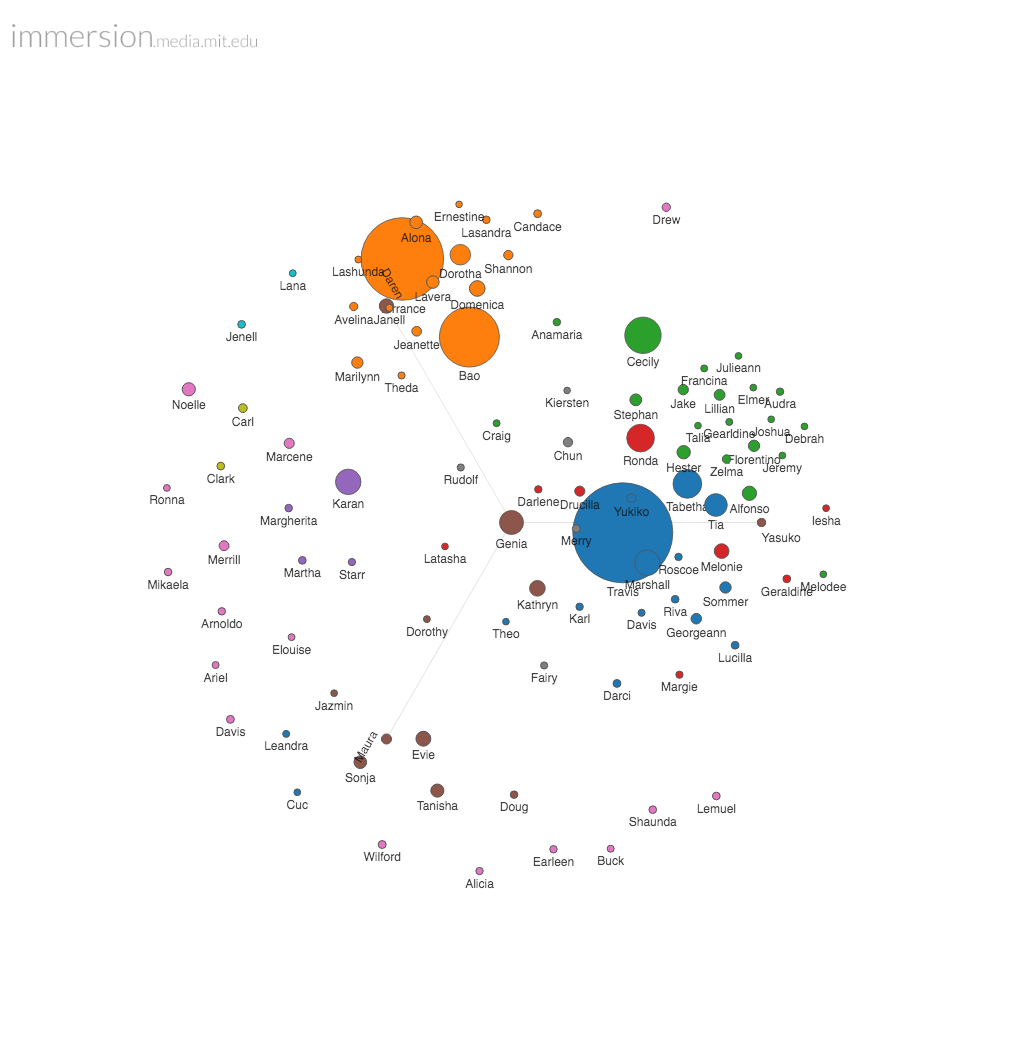 immersion.media.mit.edu
Ernestine
Lasandra
Candace
Drew
Alona
Lashunda
Dorotha
Shannon
Lana
Daren
Lavera
Domenica
Avelina
Janell
rrance
Jenell
Jeanette
Anamaria
Cecily
Marilynn
Theda
Bao
Julieann
Francina
Noelle
Kiersten
Stephan
Jake
Lillian
Elmer
Audra
Carl
Craig
Talia
Gearldine
Joshua
Debrah
Marcene
Chun
Ronda
Hester
Zelma
Florentino
Jeremy
Clark
Rudolf
Ronna
Karan
Darlene
Drucilla
Yukiko
Tabetha
Tia
Alfonso
Iesha
Margherita
Genia
Merry
Yasuko
Merrill
Latasha
Roscoe
Melonie
Mikaela
Martha
Starr
Marshall
Travis
Geraldine
Melodee
Kathryn
Sommer
Arnoldo
Dorothy
Theo
Karl
Davis
Riva
Georgeann
Elouise
Lucilla
Ariel
Fairy
Darci
Margie
Jazmin
Davis
Leandra
Maura
Evie
Sonja
Cuc
Tanisha
Doug
Shaunda
Lemuel
Wilford
Earleen
Buck
Alicia